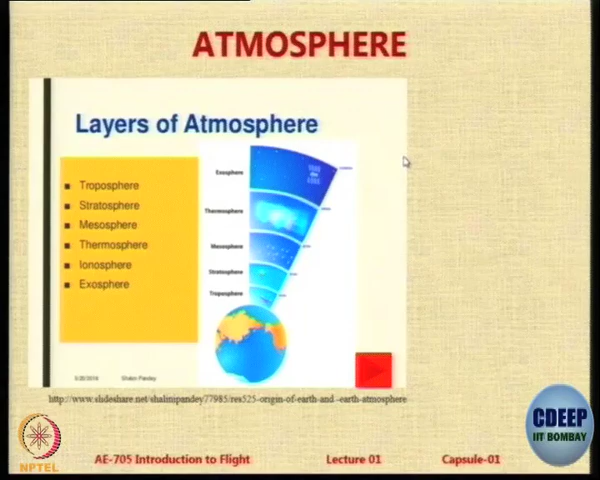 ATMOSPHERE
Layers of Atmosphere
Troposphere
Stratosphere
Mesosphere
Thermosphere
Ionosphere
Exosphere
Exosphere
Thermosphere
Mesosphere
Stratosphere
Troposphere
Shalini Pandey
http://www.slideshare.net/shalinipandey77985/res525-origin-of-earth-and -earth-atmosphere
NPTEL
AE-705 Introduction to Flight
Lecture 01
Capsule-01
CDEEP
IIT BOMBAY